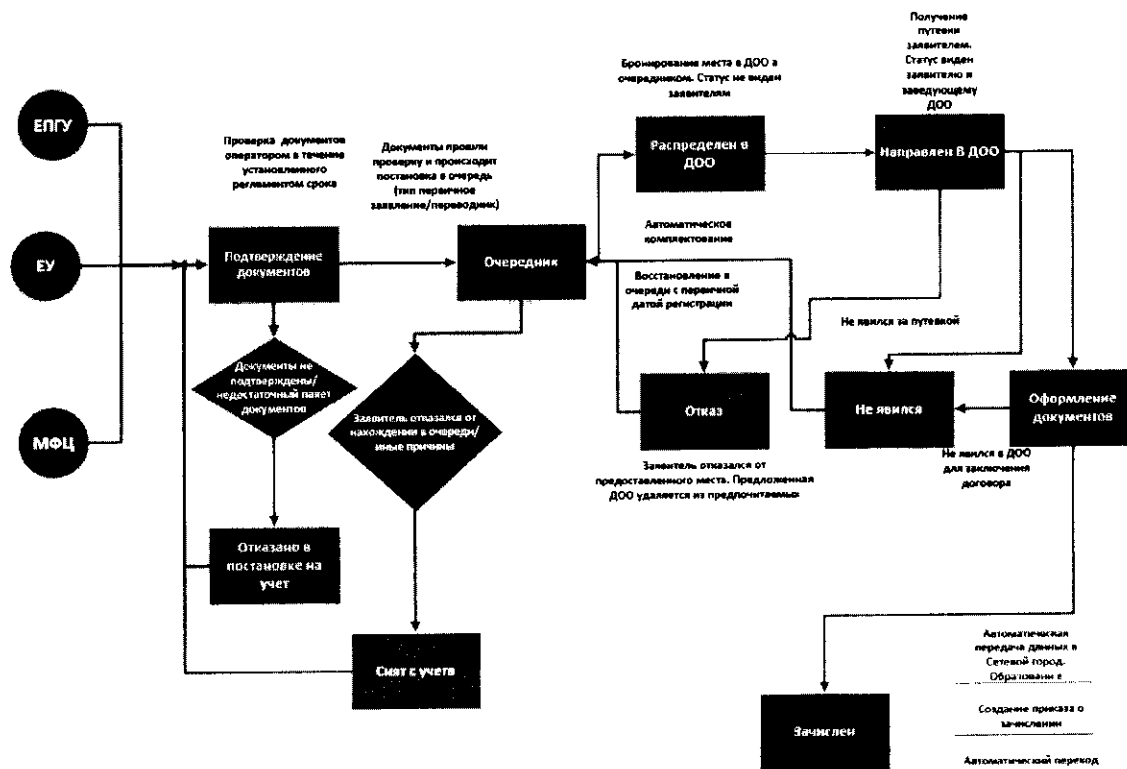 ЕПГУ
ЕУ
МФЦ
Проверка документов
оператором в течение
установленного
регламентом срока
Подтверждение
документов
Документы не
подтверждены/
недостаточный пакет
документов
Отказано в
постановке на
учет
Документы прошли
проверку и происходит
постановка в очередь
(тип первичное
заявление/переводник)
Очередник
Заявитель отказался от
нахождении в очереди/
иные причины
Снят с учета
Бронирование места в ДОО а
очередником. Статус не виден
заявителям
Распределен в
ДОО
Автоматическое
комплектование
Восстановление в
очереди с первичной
датой регистрации
Получение
путевки
заявителем.
Статус виден
заявителю и
заведующему
ДОО
Направлен В ДОО
Не явился за путевкой
Отказ
Заявитель отказался от
предоставленного места. Предложенная
ДОО удаляется из предпочитаемых
Не явился
Оформление
документов
Не явился в ДОО
для заключения
договора
Зачислен
Автоматическая
передача данных в
Сетевой город.
Образовани е
Создание приказа о
зачислении
Автоматический переход